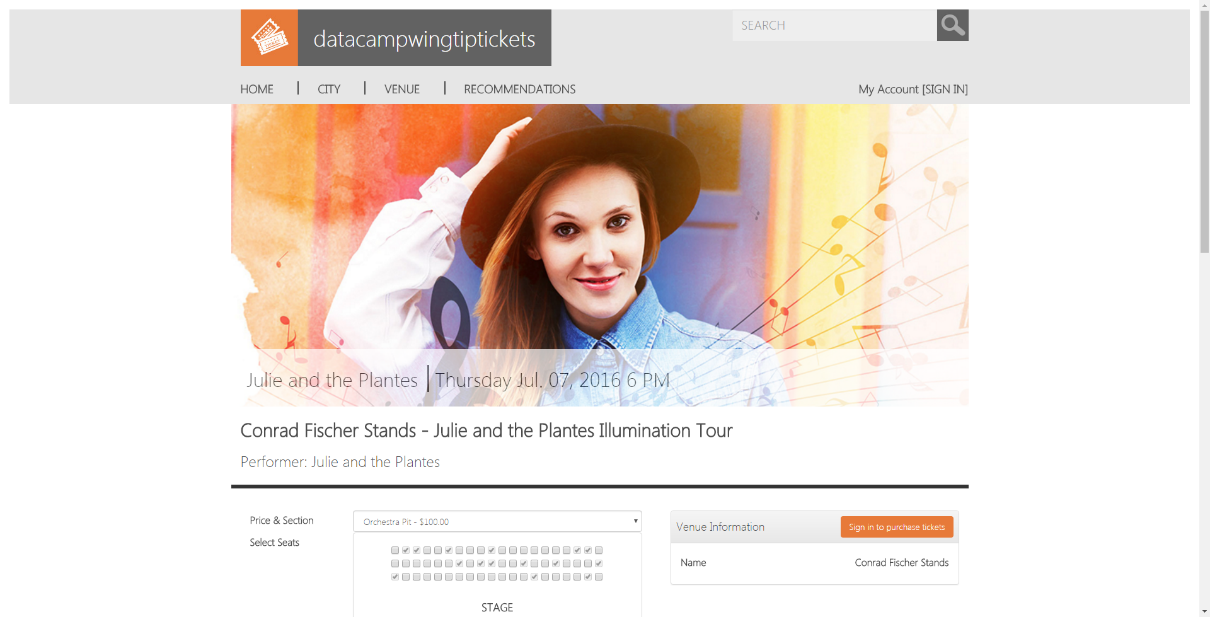 datacampwingtiptickets
SEARCH
HOME | CITY | VENUE | RECOMMENDATIONS
My Account [SIGN IN]
Julie and the Plantes | Thursday Jul. 07, 2016 6 PM
Conrad Fischer Stands - Julie and the Plantes Illumination Tour
Performer: Julie and the Plantes
Price & Section
Orchestra Pit - $100.00
Select Seats
STAGE
Venue Information
Sign in to purchase tickets
Name
Conrad Fischer Stands